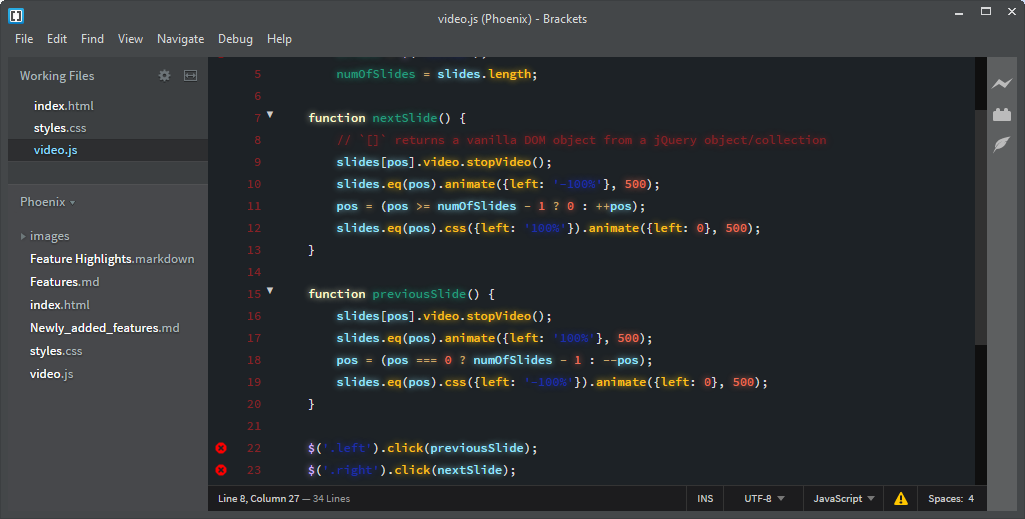 video.js (Phoenix) - Brackets
File Edit Find View Navigate Debug Help
Working Files
index.html
styles.css
video.js
Phoenix
images
Feature Highlights.markdown
Features.md
index.html
Newly_added_features.md
styles.css
video.js
5 numOfSlides = slides.length;
6
7 function nextSlide() {
8 // `[]` returns a vanilla DOM object from a jQuery object/collection
9 slides[pos].video.stopVideo();
10 slides.eq(pos).animate({left: '-100%'}, 500);
11 pos = (pos >= numOfSlides - 1 ? 0 : ++pos);
12 slides.eq(pos).css({left: '100%'}).animate({left: 0}, 500);
13 }
14
15 function previousSlide() {
16 slides[pos].video.stopVideo();
17 slides.eq(pos).animate({left: '100%'}, 500);
18 pos = (pos === 0 ? numOfSlides - 1 : --pos);
19 slides.eq(pos).css({left: '-100%'}).animate({left: 0}, 500);
20 }
21
22 $('.left').click(previousSlide);
23 $('.right').click(nextSlide);
Line 8, Column 27 — 34 Lines INS UTF-8 JavaScript Spaces: 4